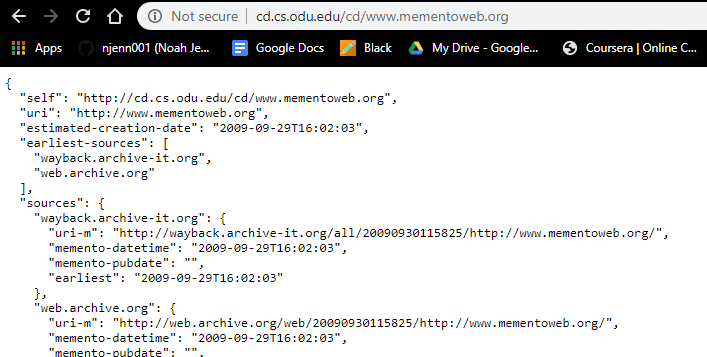 Not secure | cd.cs.odu.edu/cd/www.mementoweb.org
Apps njenn001 (Noah Je... Google Docs Black My Drive - Google... Coursera | Online C...
{
"self": "http://cd.cs.odu.edu/cd/www.mementoweb.org",
"uri": "http://www.mementoweb.org",
"estimated-creation-date": "2009-09-29T16:02:03",
"earliest-sources": [
"wayback.archive-it.org",
"web.archive.org"
],
"sources": {
"wayback.archive-it.org": {
"uri-m": "http://wayback.archive-it.org/all/20090930115825/http://www.mementoweb.org/",
"memento-datetime": "2009-09-29T16:02:03",
"memento-pubdate": "",
"earliest": "2009-09-29T16:02:03"
},
"web.archive.org": {
"uri-m": "http://web.archive.org/web/20090930115825/http://www.mementoweb.org/",
"memento-datetime": "2009-09-29T16:02:03",
"memento-pubdate": "",